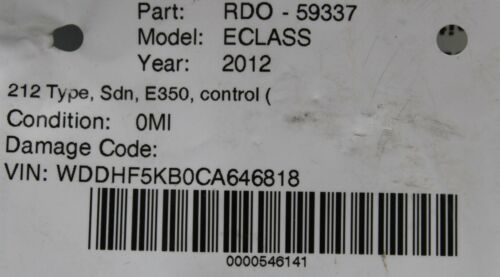 Part: RDO - 59337
Model: ECLASS
Year: 2012
212 Type, Sdn, E350, control (
Condition: 0MI
Damage Code:
VIN: WDDHF5KB0CA646818
0000546141